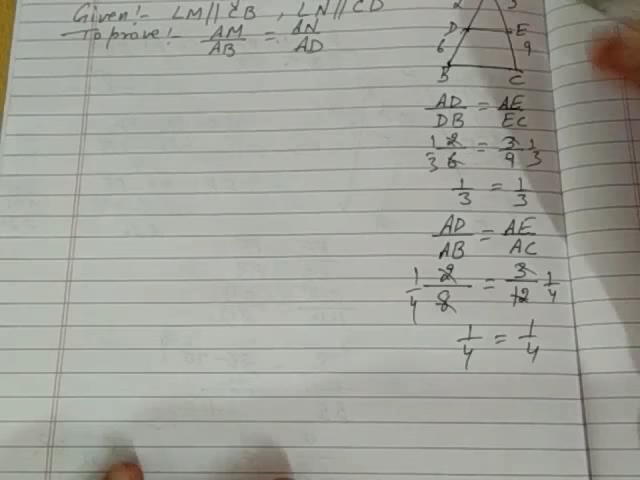 Given:- LM || CB, LN || CD
To prove:- AM/AB = AN/AD
2 3
D E
6 9
B C
AD/DB = AE/EC
1/3 2/6 = 3/9 1/3
1/3 = 1/3
AD/AB = AE/AC
1/4 2/8 = 3/12 1/4
1/4 = 1/4